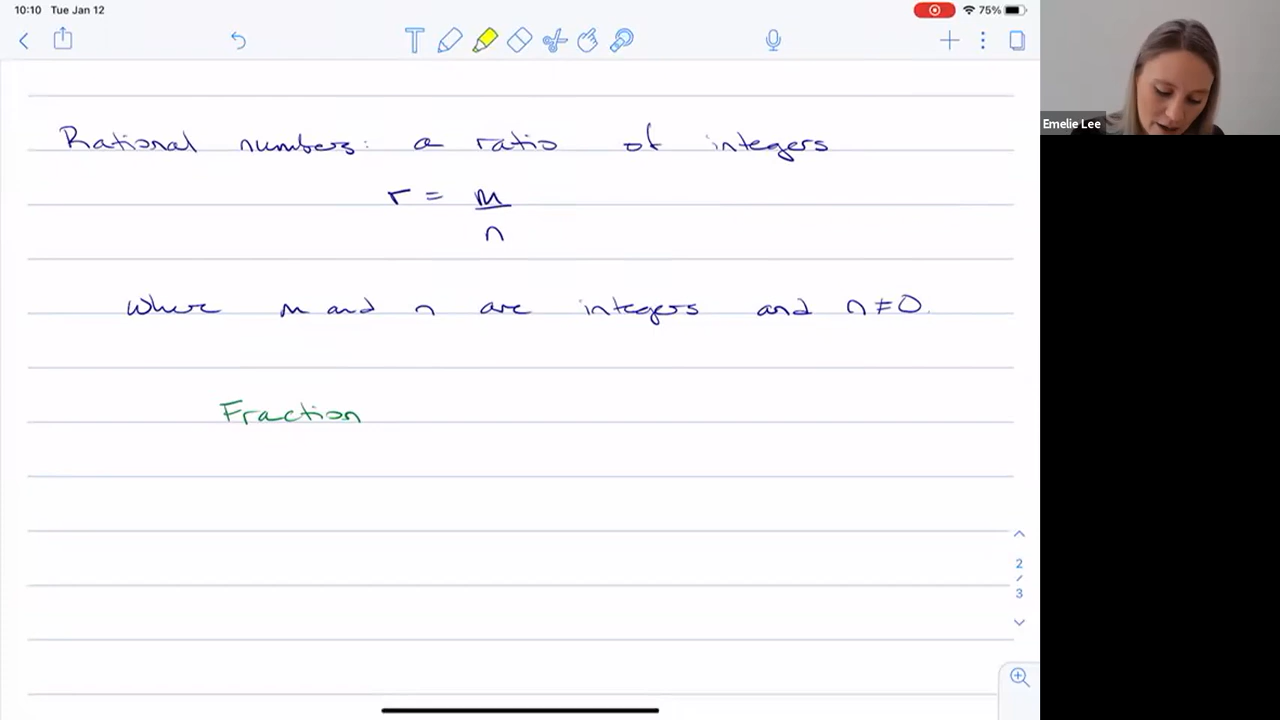 10:10 Tue Jan 12
75%
T
Emelie Lee
Rational numbers: a ratio of integers
r = m/n
Where m and n are integers and n≠0.
Fraction
2
/
3